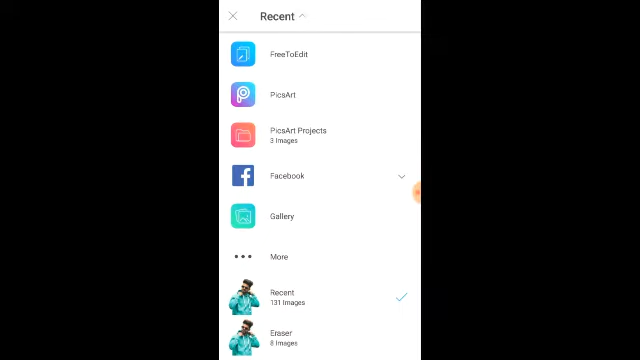 Recent
FreeToEdit
PicsArt
PicsArt Projects
3 Images
Facebook
Gallery
More
Recent
131 Images
Eraser
8 Images